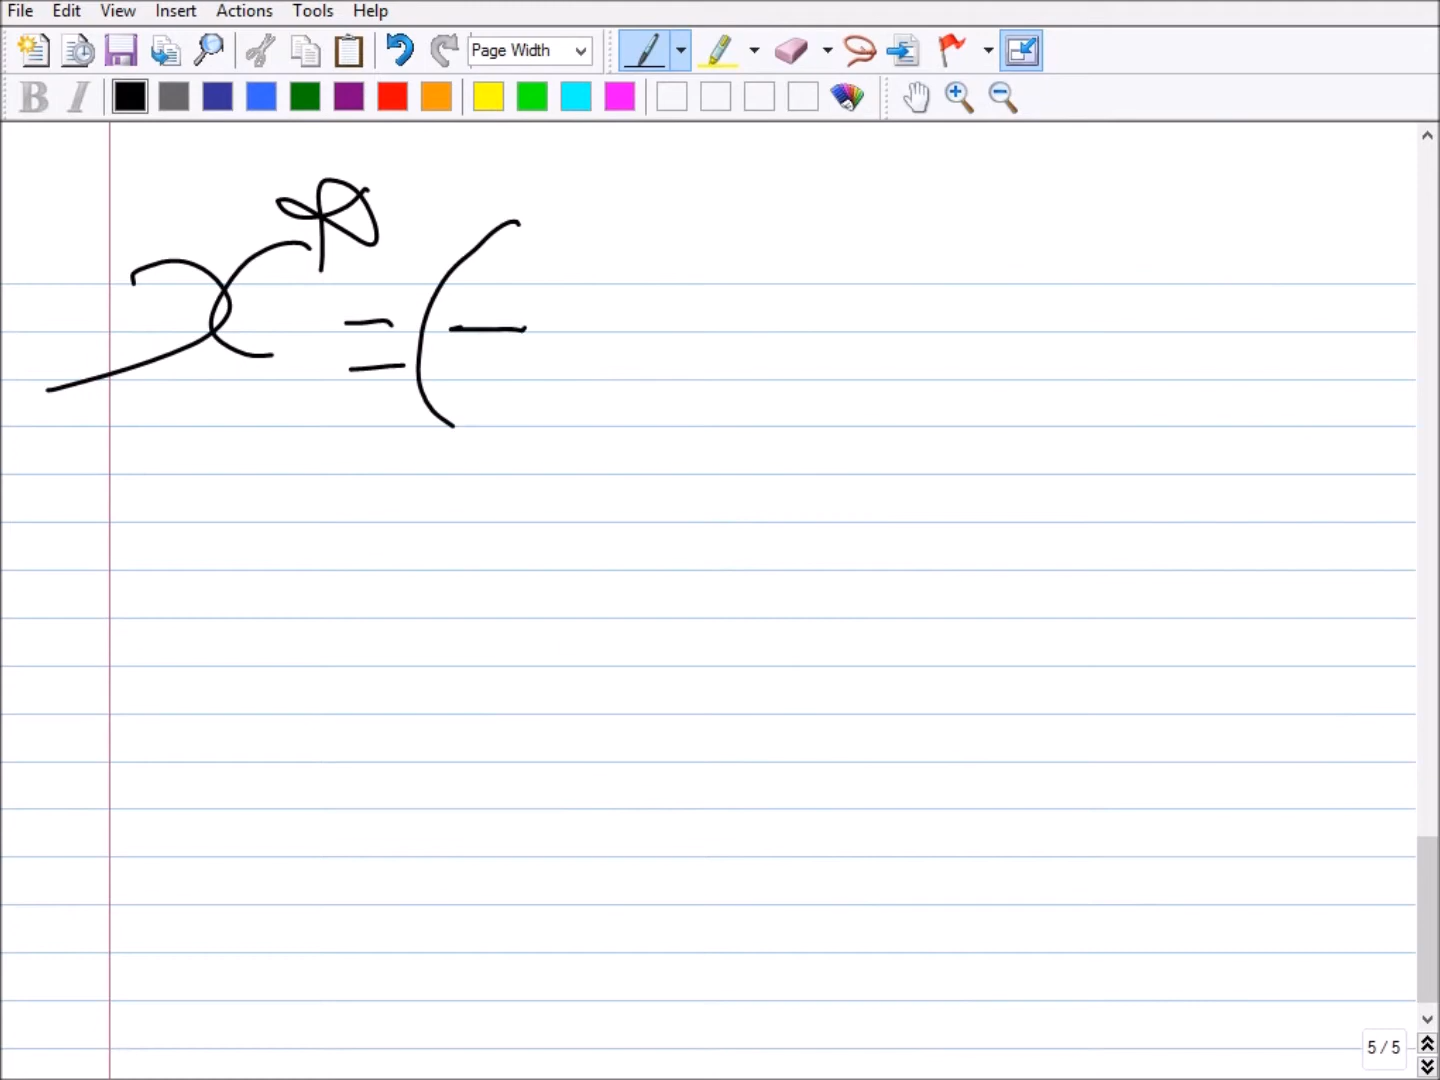 File Edit View Insert Actions Tools Help
Page Width
B I
x = ( -
5 / 5